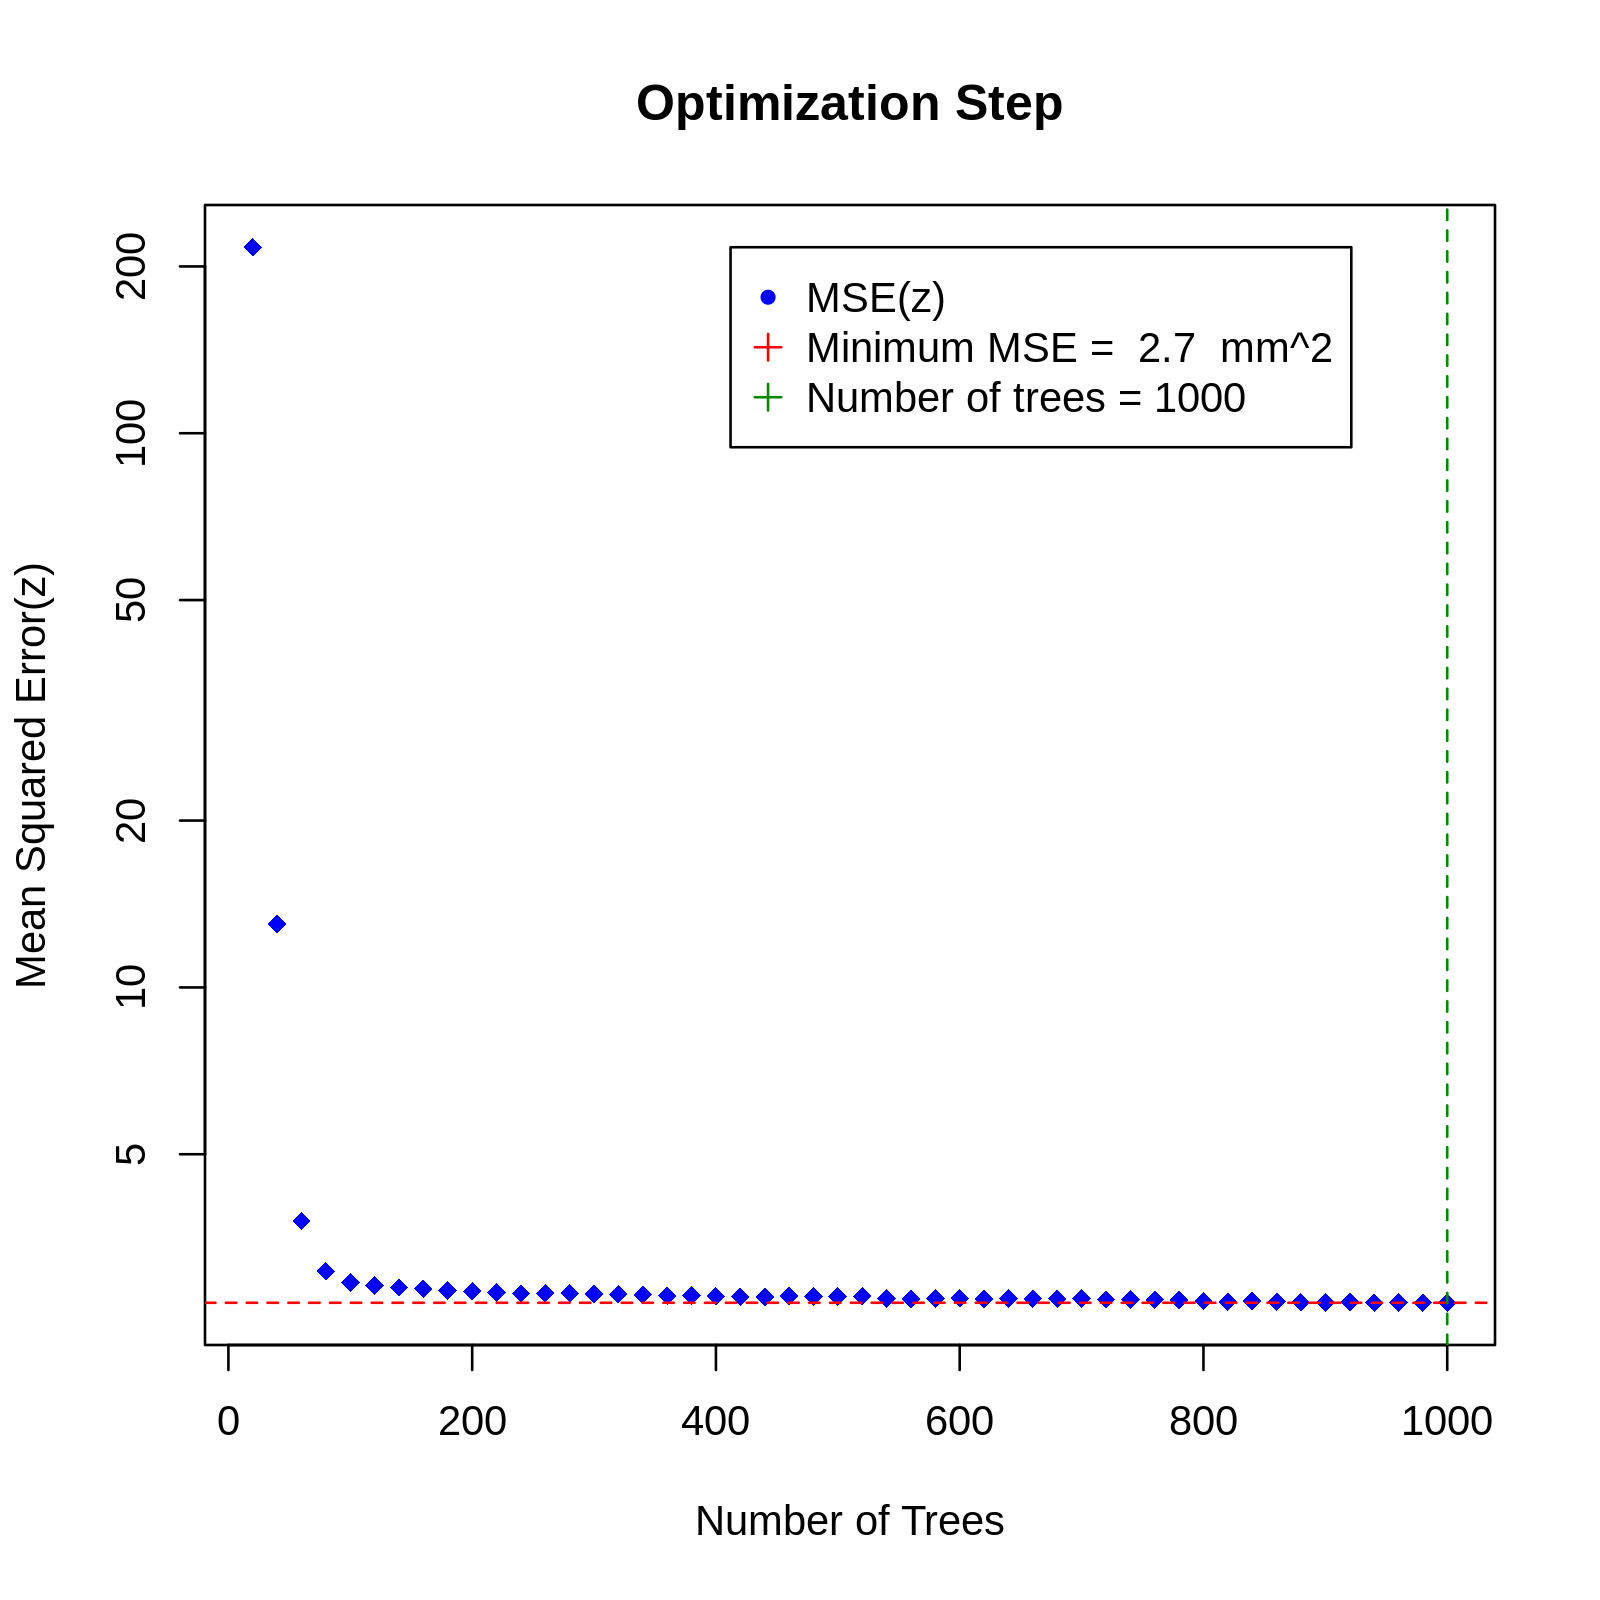 Optimization Step
MSE(z)
Minimum MSE =  2.7  mm^2
Number of trees = 1000
Mean Squared Error(z)
200
100
50
20
10
5
0 200 400 600 800 1000
Number of Trees